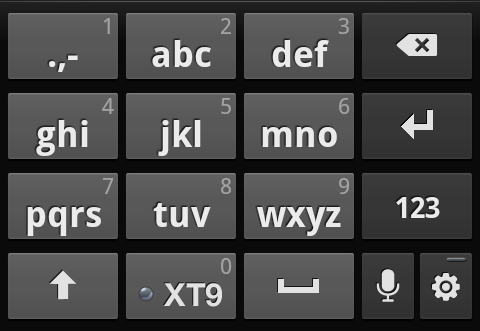 1 2 3
.,- abc def
4 5 6
ghi jkl mno
7 8 9
pqrs tuv wxyz 123
0
XT9